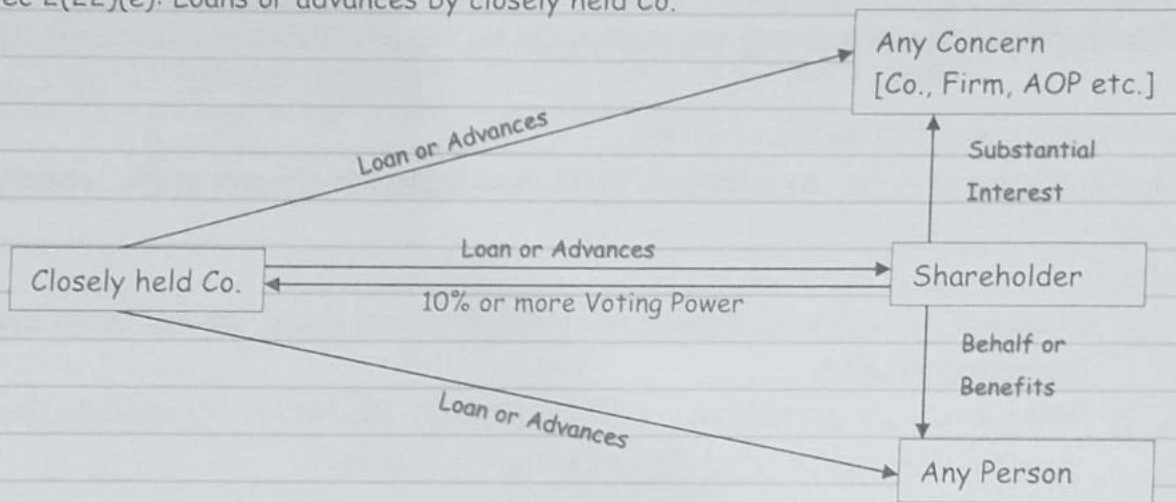 2(22)(e): Loans or advances by closely held Co.
Any Concern
[Co., Firm, AOP etc.]
Loan or Advances
Substantial
Interest
Loan or Advances
Closely held Co.
Shareholder
10% or more Voting Power
Behalf or
Benefits
Loan or Advances
Any Person